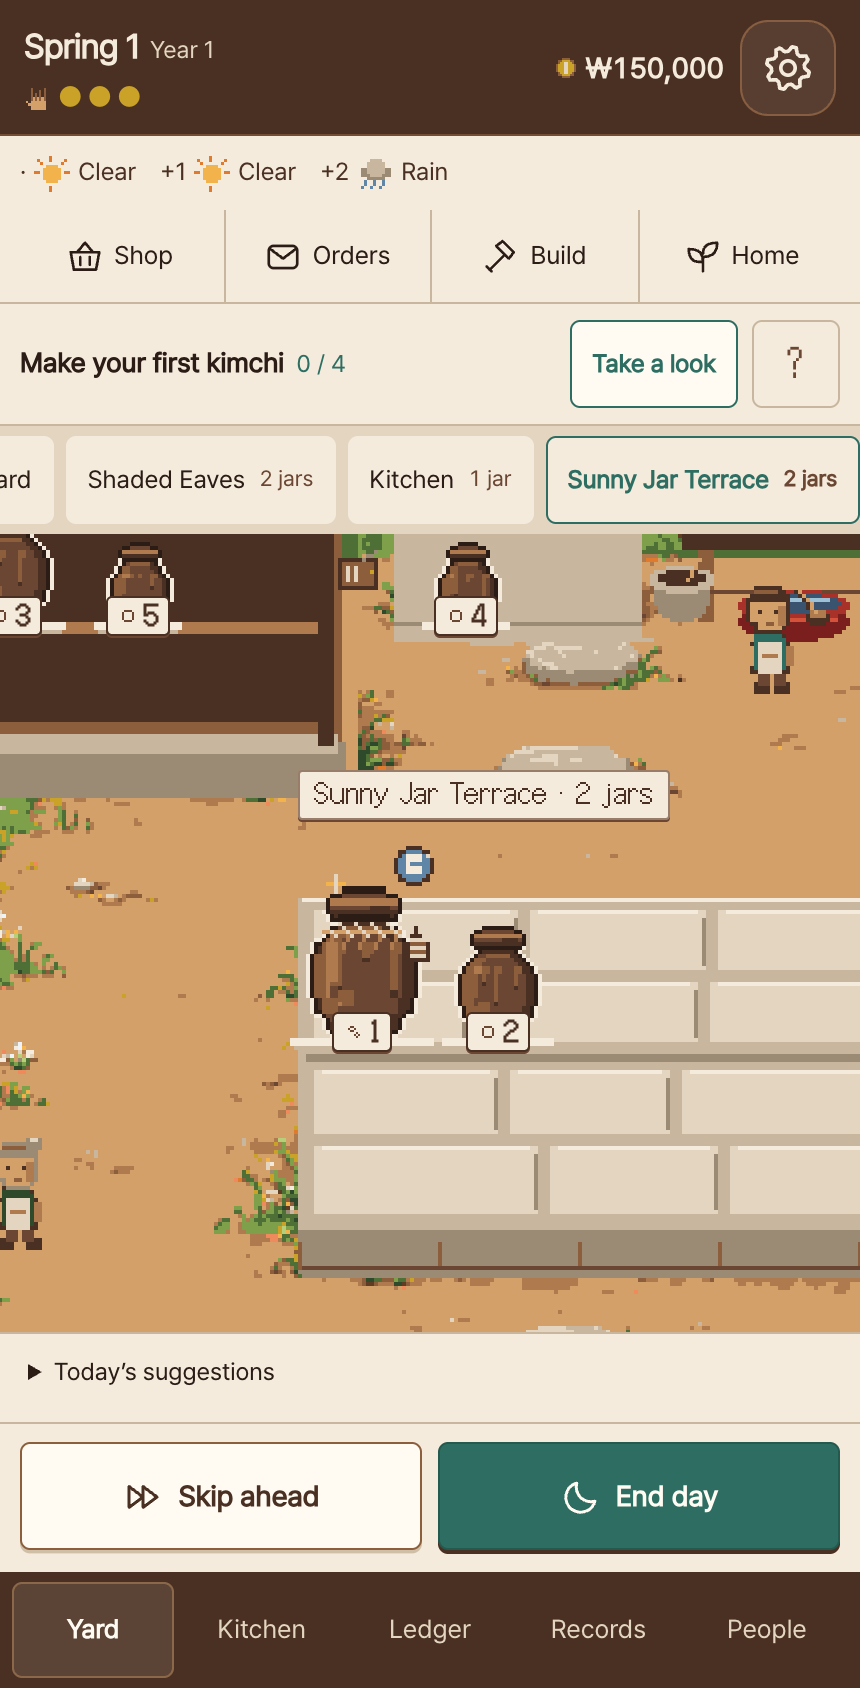 Spring 1 Year 1
₩150,000
· Clear +1 Clear +2 Rain
Shop Orders Build Home
Make your first kimchi 0 / 4
Take a look ?
ard Shaded Eaves 2 jars Kitchen 1 jar Sunny Jar Terrace 2 jars
3 5 4
Sunny Jar Terrace · 2 jars
1 2
Today's suggestions
Skip ahead End day
Yard Kitchen Ledger Records People